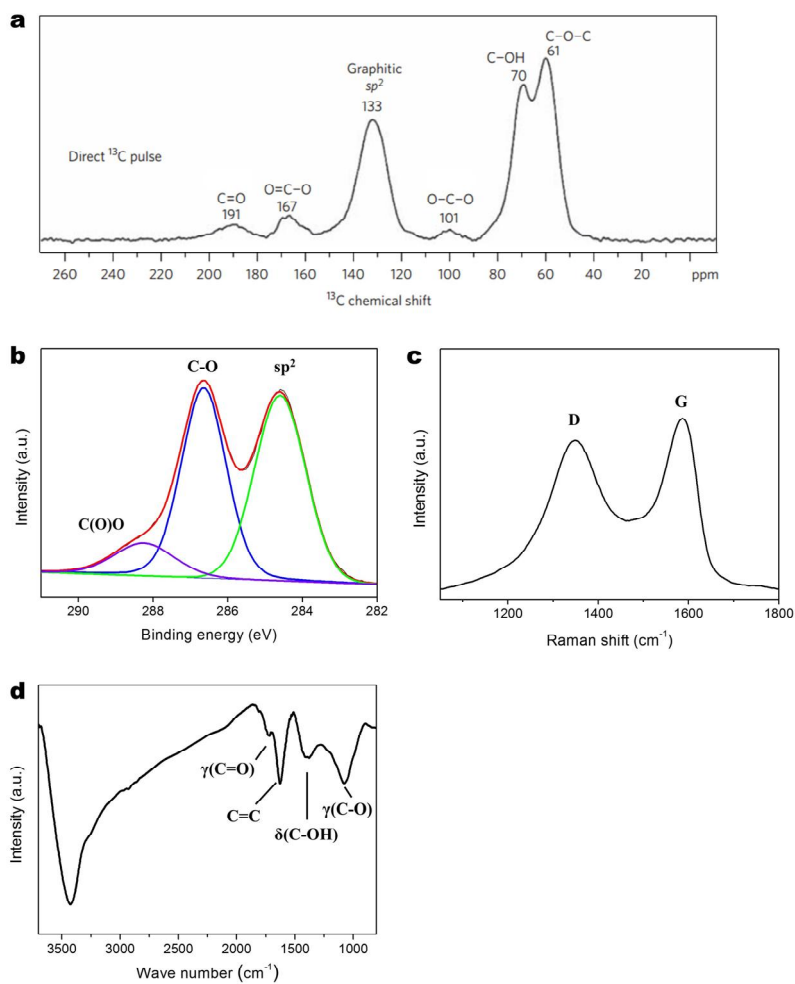 a
C–O–C
C–OH 61
Graphitic 70
sp²
133
Direct ¹³C pulse
C=O O=C–O O–C–O
191 167 101
260 240 220 200 180 160 140 120 100 80 60 40 20 ppm
¹³C chemical shift
b
C-O sp²
C(O)O
Intensity (a.u.)
290 288 286 284 282
Binding energy (eV)
c
D G
Intensity (a.u.)
1200 1400 1600 1800
Raman shift (cm⁻¹)
d
γ(C=O)
C=C γ(C-O)
δ(C-OH)
Intensity (a.u.)
3500 3000 2500 2000 1500 1000
Wave number (cm⁻¹)